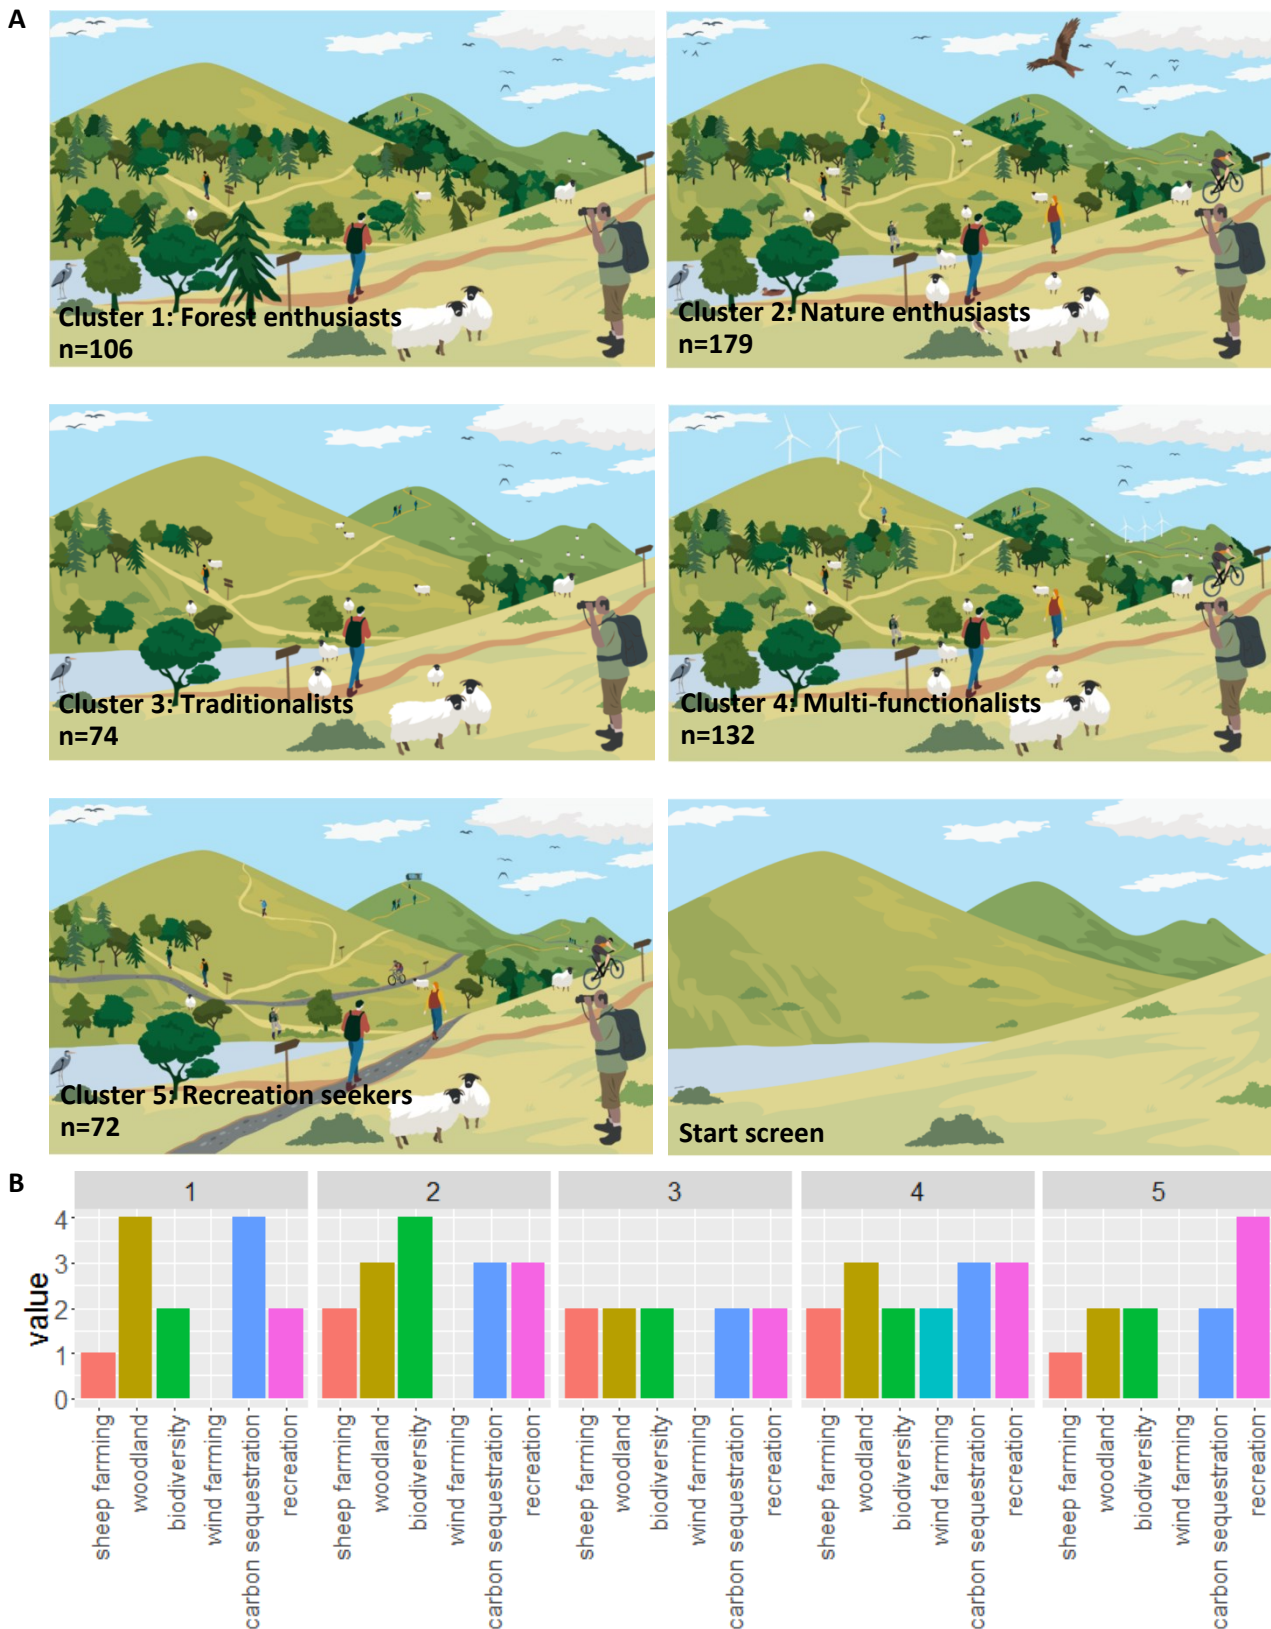 A
Cluster 1: Forest enthusiasts
n=106
Cluster 2: Nature enthusiasts
n=179
Cluster 3: Traditionalists
n=74
Cluster 4: Multi-functionalists
n=132
Cluster 5: Recreation seekers
n=72
Start screen
B
1
2
3
4
5
value
4
3
2
1
0
sheep farming
woodland
biodiversity
wind farming
carbon sequestration
recreation
sheep farming
woodland
biodiversity
wind farming
carbon sequestration
recreation
sheep farming
woodland
biodiversity
wind farming
carbon sequestration
recreation
sheep farming
woodland
biodiversity
wind farming
carbon sequestration
recreation
sheep farming
woodland
biodiversity
wind farming
carbon sequestration
recreation